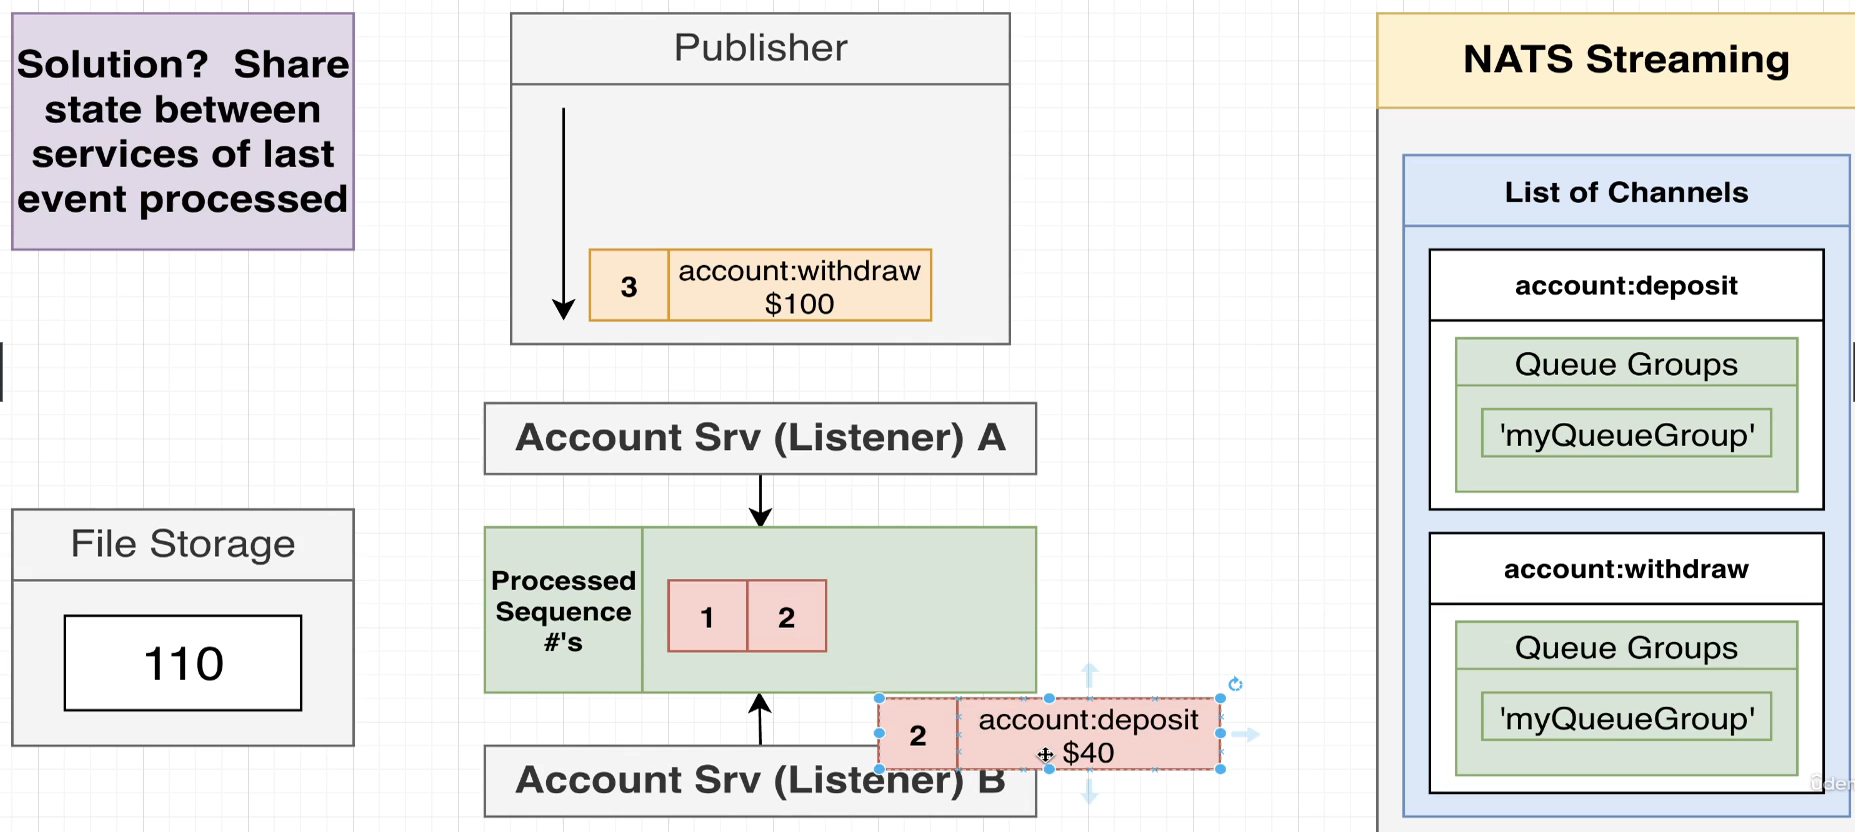 Solution? Share
state between
services of last
event processed
Publisher
3
account:withdraw
$100
Account Srv (Listener) A
Processed
Sequence
#'s
1
2
2
account:deposit
$40
Account Srv (Listener) B
File Storage
110
NATS Streaming
List of Channels
account:deposit
Queue Groups
'myQueueGroup'
account:withdraw
Queue Groups
'myQueueGroup'